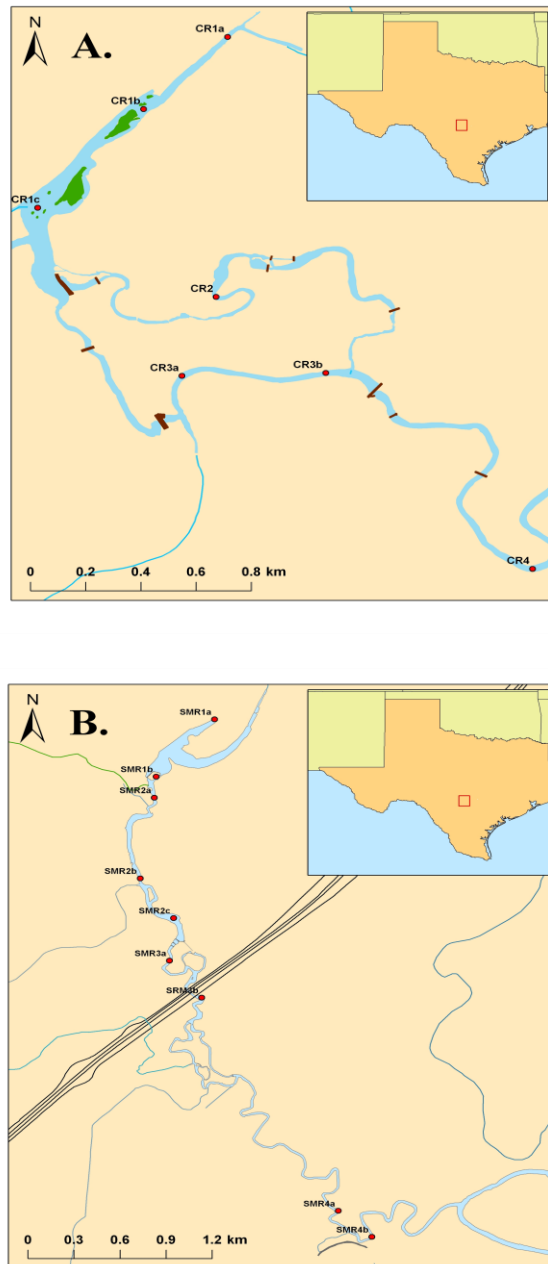 N
A.
CR1a
CR1b
CR1c
CR2
CR3a
CR3b
CR4
0 0.2 0.4 0.6 0.8 km
N
B.
SMR1a
SMR1b
SMR2a
SMR2b
SMR2c
SMR3a
SRM3b
SMR4a
SMR4b
0 0.3 0.6 0.9 1.2 km